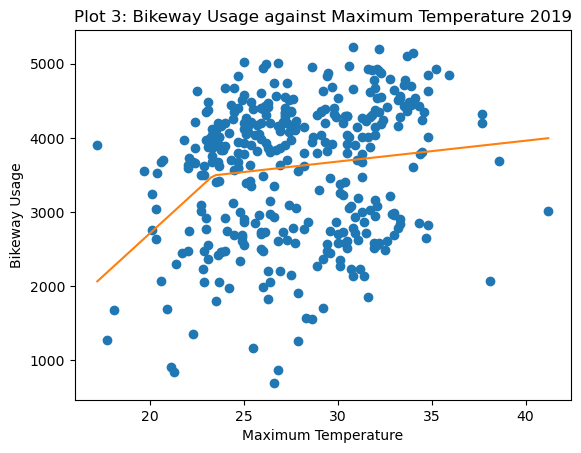 Plot 3: Bikeway Usage against Maximum Temperature 2019
5000
4000
3000
2000
1000
Bikeway Usage
20 25 30 35 40
Maximum Temperature